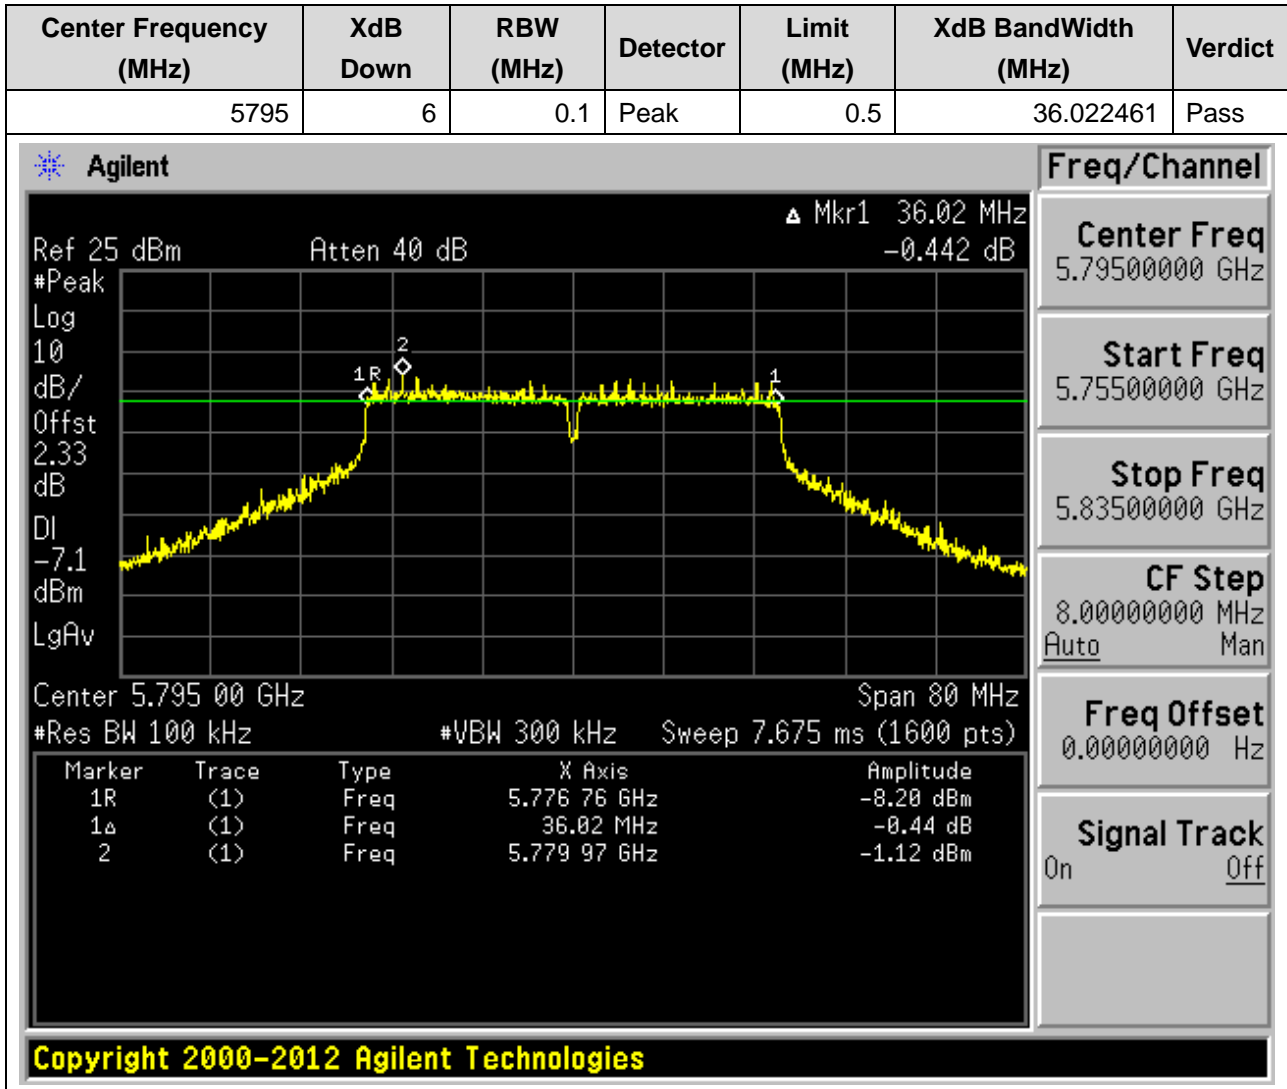 Center Frequency (MHz) XdB Down RBW (MHz) Detector Limit (MHz) XdB BandWidth (MHz) Verdict
5795 6 0.1 Peak 0.5 36.022461 Pass
Agilent
Freq/Channel
Δ Mkr1 36.02 MHz
Ref 25 dBm Atten 40 dB -0.442 dB
#Peak
Log
10
dB/
Offst
2.33
dB
DI
-7.1
dBm
LgAv
1R
2
1
Center 5.795 00 GHz Span 80 MHz
#Res BW 100 kHz #VBW 300 kHz Sweep 7.675 ms (1600 pts)
Marker Trace Type X Axis Amplitude
1R (1) Freq 5.776 76 GHz -8.20 dBm
1Δ (1) Freq 36.02 MHz -0.44 dB
2 (1) Freq 5.779 97 GHz -1.12 dBm
Center Freq
5.79500000 GHz
Start Freq
5.75500000 GHz
Stop Freq
5.83500000 GHz
CF Step
8.00000000 MHz
Auto Man
Freq Offset
0.00000000 Hz
Signal Track
On Off
Copyright 2000-2012 Agilent Technologies